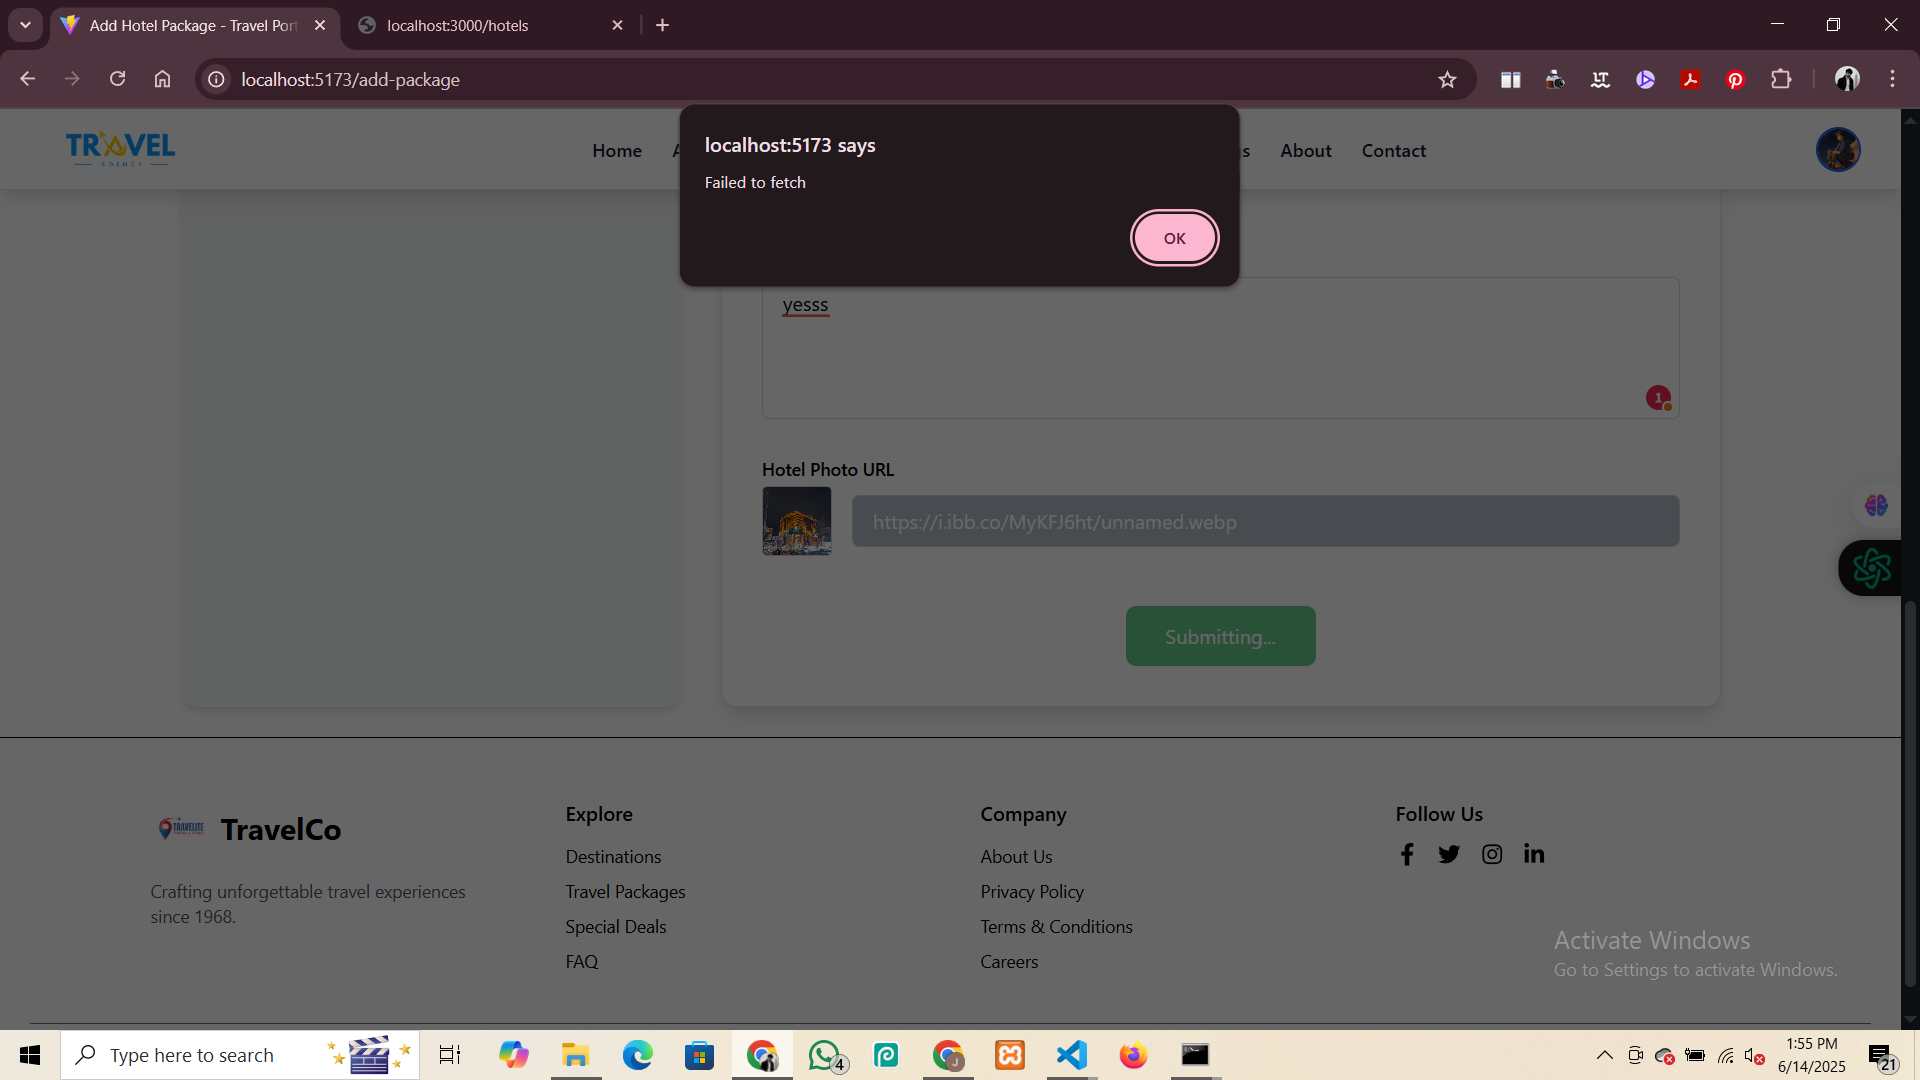 Add Hotel Package - Travel Port
localhost:3000/hotels
localhost:5173/add-package
TRAVEL
AGENCY
Home
A
s
About
Contact
localhost:5173 says
Failed to fetch
OK
yesss
1
Hotel Photo URL
https://i.ibb.co/MyKFJ6ht/unnamed.webp
Submitting...
TRAVELITE
TravelCo
Crafting unforgettable travel experiences
since 1968.
Explore
Destinations
Travel Packages
Special Deals
FAQ
Company
About Us
Privacy Policy
Terms & Conditions
Careers
Follow Us
Activate Windows
Go to Settings to activate Windows.
Type here to search
4
J
1:55 PM
6/14/2025
21